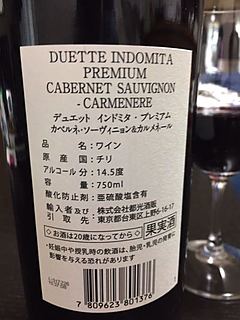 DUETTE INDOMITA
PREMIUM
CABERNET SAUVIGNON
- CARMENERE
デュエット インドミタ・プレミアム
カベルネ・ソーヴィニョン&カルメネール
品名:ワイン
原産国:チリ
アルコール分:14.5度
容量:750ml
酸化防止剤:亜硫酸塩含有
輸入者及び:株式会社都光酒販
引取先:東京都台東区上野6-16-17
◇お酒は20歳になってから◇
果実酒
・妊娠中や授乳時の飲酒は、胎児・乳児の発育に
影響を与える恐れがあります
7 809623 801376